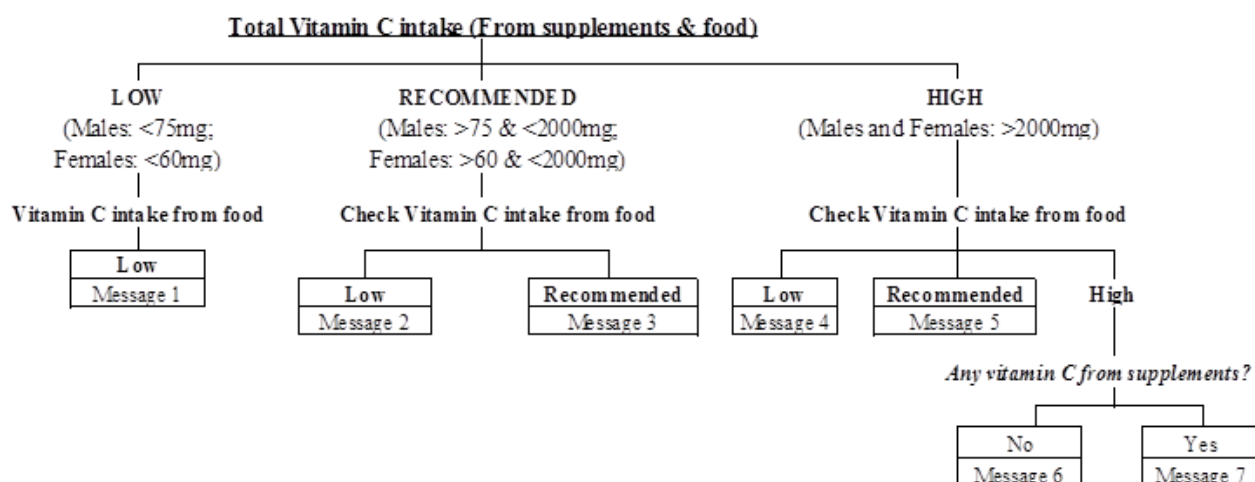 Total Vitamin C intake (From supplements & food)
LOW
(Males: <75mg;
Females: <60mg)
RECOMMENDED
(Males: >75 & <2000mg;
Females: >60 & <2000mg)
HIGH
(Males and Females: >2000mg)
Vitamin C intake from food
Check Vitamin C intake from food
Check Vitamin C intake from food
Low
Message 1
Low
Message 2
Recommended
Message 3
Low
Message 4
Recommended
Message 5
High
Any vitamin C from supplements?
No
Message 6
Yes
Message 7